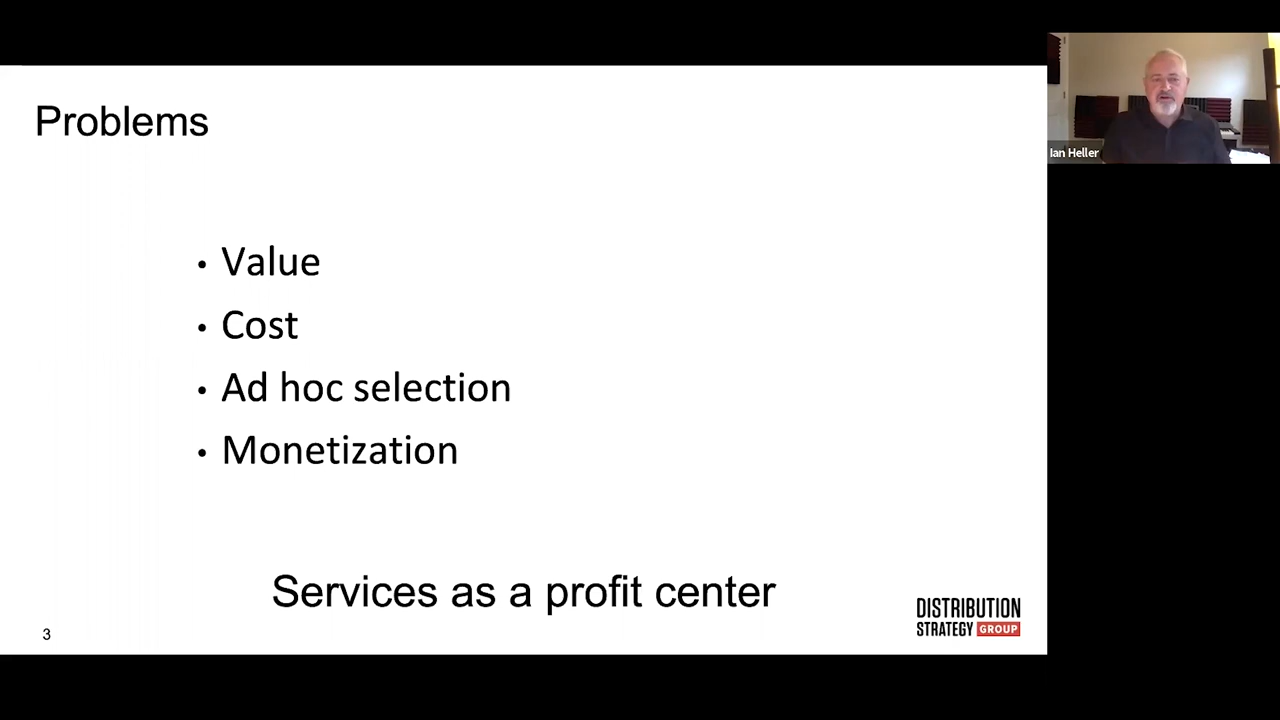 Problems
• Value
• Cost
• Ad hoc selection
• Monetization
Services as a profit center
3
DISTRIBUTION
STRATEGY GROUP
Ian Heller